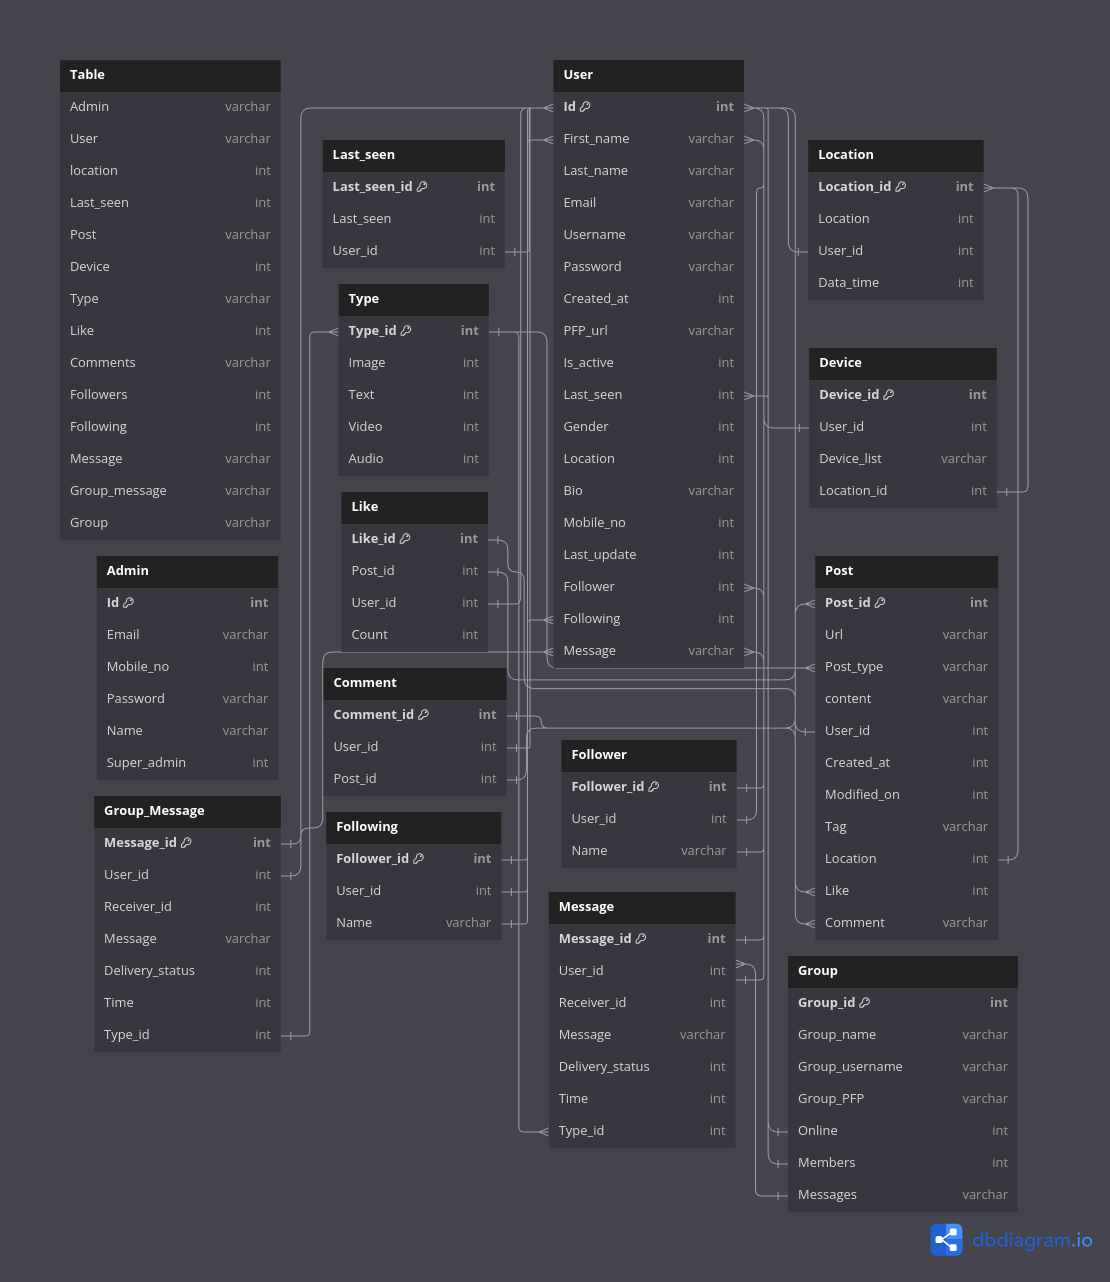 Table
Admin varchar
User varchar
location int
Last_seen int
Post varchar
Device int
Type varchar
Like int
Comments varchar
Followers int
Following int
Message varchar
Group_message varchar
Group varchar
Admin
Id int
Email varchar
Mobile_no int
Password varchar
Name varchar
Super_admin int
Group_Message
Message_id int
User_id int
Receiver_id int
Message varchar
Delivery_status int
Time int
Type_id int
Last_seen
Last_seen_id int
Last_seen int
User_id int
Type
Type_id int
Image int
Text int
Video int
Audio int
Like
Like_id int
Post_id int
User_id int
Count int
Comment
Comment_id int
User_id int
Post_id int
Following
Follower_id int
User_id int
Name varchar
User
Id int
First_name varchar
Last_name varchar
Email varchar
Username varchar
Password varchar
Created_at int
PFP_url varchar
Is_active int
Last_seen int
Gender int
Location int
Bio varchar
Mobile_no int
Last_update int
Follower int
Following int
Message varchar
Follower
Follower_id int
User_id int
Name varchar
Message
Message_id int
User_id int
Receiver_id int
Message varchar
Delivery_status int
Time int
Type_id int
Location
Location_id int
Location int
User_id int
Data_time int
Device
Device_id int
User_id int
Device_list varchar
Location_id int
Post
Post_id int
Url varchar
Post_type varchar
content varchar
User_id int
Created_at int
Modified_on int
Tag varchar
Location int
Like int
Comment varchar
Group
Group_id int
Group_name varchar
Group_username varchar
Group_PFP varchar
Online int
Members int
Messages varchar
dbdiagram.io